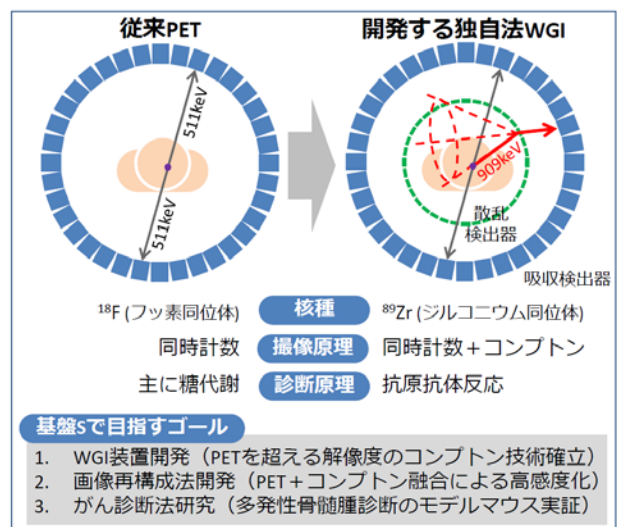 従来PET
開発する独自法WGI
511keV
511keV
909keV
散乱
検出器
吸収検出器
¹⁸F (フッ素同位体) 核種 ⁸⁹Zr (ジルコニウム同位体)
同時計数 撮像原理 同時計数＋コンプトン
主に糖代謝 診断原理 抗原抗体反応
基盤Sで目指すゴール
1. WGI装置開発（PETを超える解像度のコンプトン技術確立）
2. 画像再構成法開発（PET＋コンプトン融合による高感度化）
3. がん診断法研究（多発性骨髄腫診断のモデルマウス実証）